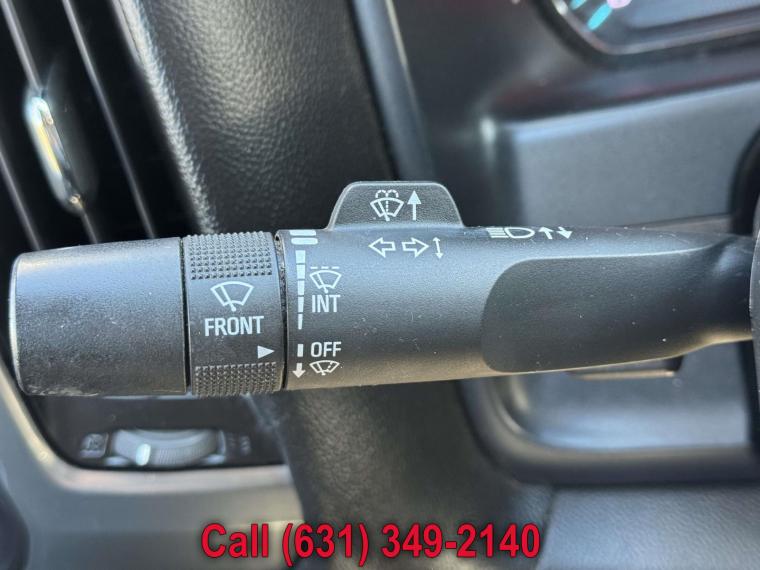 FRONT
INT
OFF
Call (631) 349-2140